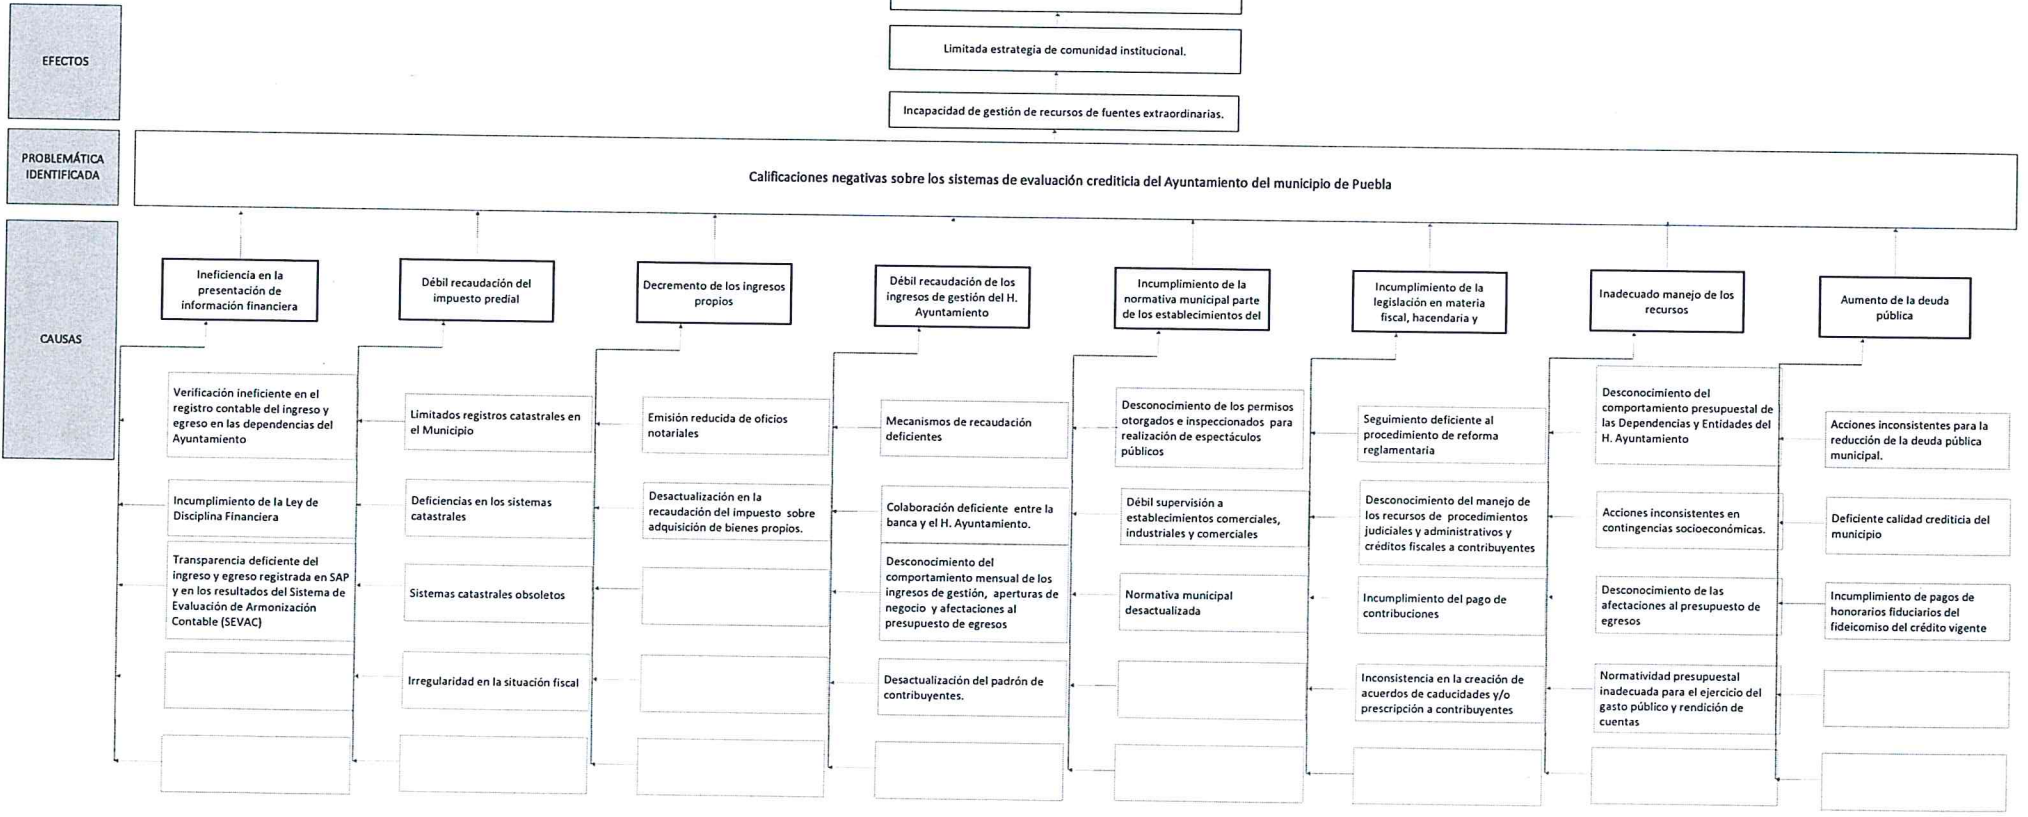 EFECTOS
Limitada estrategia de comunidad institucional.
Incapacidad de gestión de recursos de fuentes extraordinarias.
PROBLEMÁTICA
IDENTIFICADA
Calificaciones negativas sobre los sistemas de evaluación crediticia del Ayuntamiento del municipio de Puebla
CAUSAS
Ineficiencia en la
presentación de
información financiera
Verificación ineficiente en el
registro contable del ingreso y
egreso en las dependencias del
Ayuntamiento
Incumplimiento de la Ley de
Disciplina Financiera
Transparencia deficiente del
ingreso y egreso registrada en SAP
y en los resultados del Sistema de
Evaluación de Armonización
Contable (SEVAC)
Débil recaudación del
impuesto predial
Limitados registros catastrales en
el Municipio
Deficiencias en los sistemas
catastrales
Sistemas catastrales obsoletos
Irregularidad en la situación fiscal
Decremento de los ingresos
propios
Emisión reducida de oficios
notariales
Desactualización en la
recaudación del impuesto sobre
adquisición de bienes propios.
Débil recaudación de los
ingresos de gestión del H.
Ayuntamiento
Mecanismos de recaudación
deficientes
Colaboración deficiente entre la
banca y el H. Ayuntamiento.
Desconocimiento del
comportamiento mensual de los
ingresos de gestión, aperturas de
negocio y afectaciones al
presupuesto de egresos
Desactualización del padrón de
contribuyentes.
Incumplimiento de la
normativa municipal parte
de los establecimientos del
Desconocimiento de los permisos
otorgados e inspeccionados para
realización de espectáculos
públicos
Débil supervisión a
establecimientos comerciales,
industriales y comerciales
Normativa municipal
desactualizada
Incumplimiento de la
legislación en materia
fiscal, hacendaria y
Seguimiento deficiente al
procedimiento de reforma
reglamentaria
Desconocimiento del manejo de
los recursos de procedimientos
judiciales y administrativos y
créditos fiscales a contribuyentes
Incumplimiento del pago de
contribuciones
Inconsistencia en la creación de
acuerdos de caducidades y/o
prescripción a contribuyentes
Inadecuado manejo de los
recursos
Desconocimiento del
comportamiento presupuestal de
las Dependencias y Entidades del
H. Ayuntamiento
Acciones inconsistentes en
contingencias socioeconómicas.
Desconocimiento de las
afectaciones al presupuesto de
egresos
Normatividad presupuestal
inadecuada para el ejercicio del
gasto público y rendición de
cuentas
Aumento de la deuda
pública
Acciones inconsistentes para la
reducción de la deuda pública
municipal.
Deficiente calidad crediticia del
municipio
Incumplimiento de pagos de
honorarios fiduciarios del
fideicomiso del crédito vigente